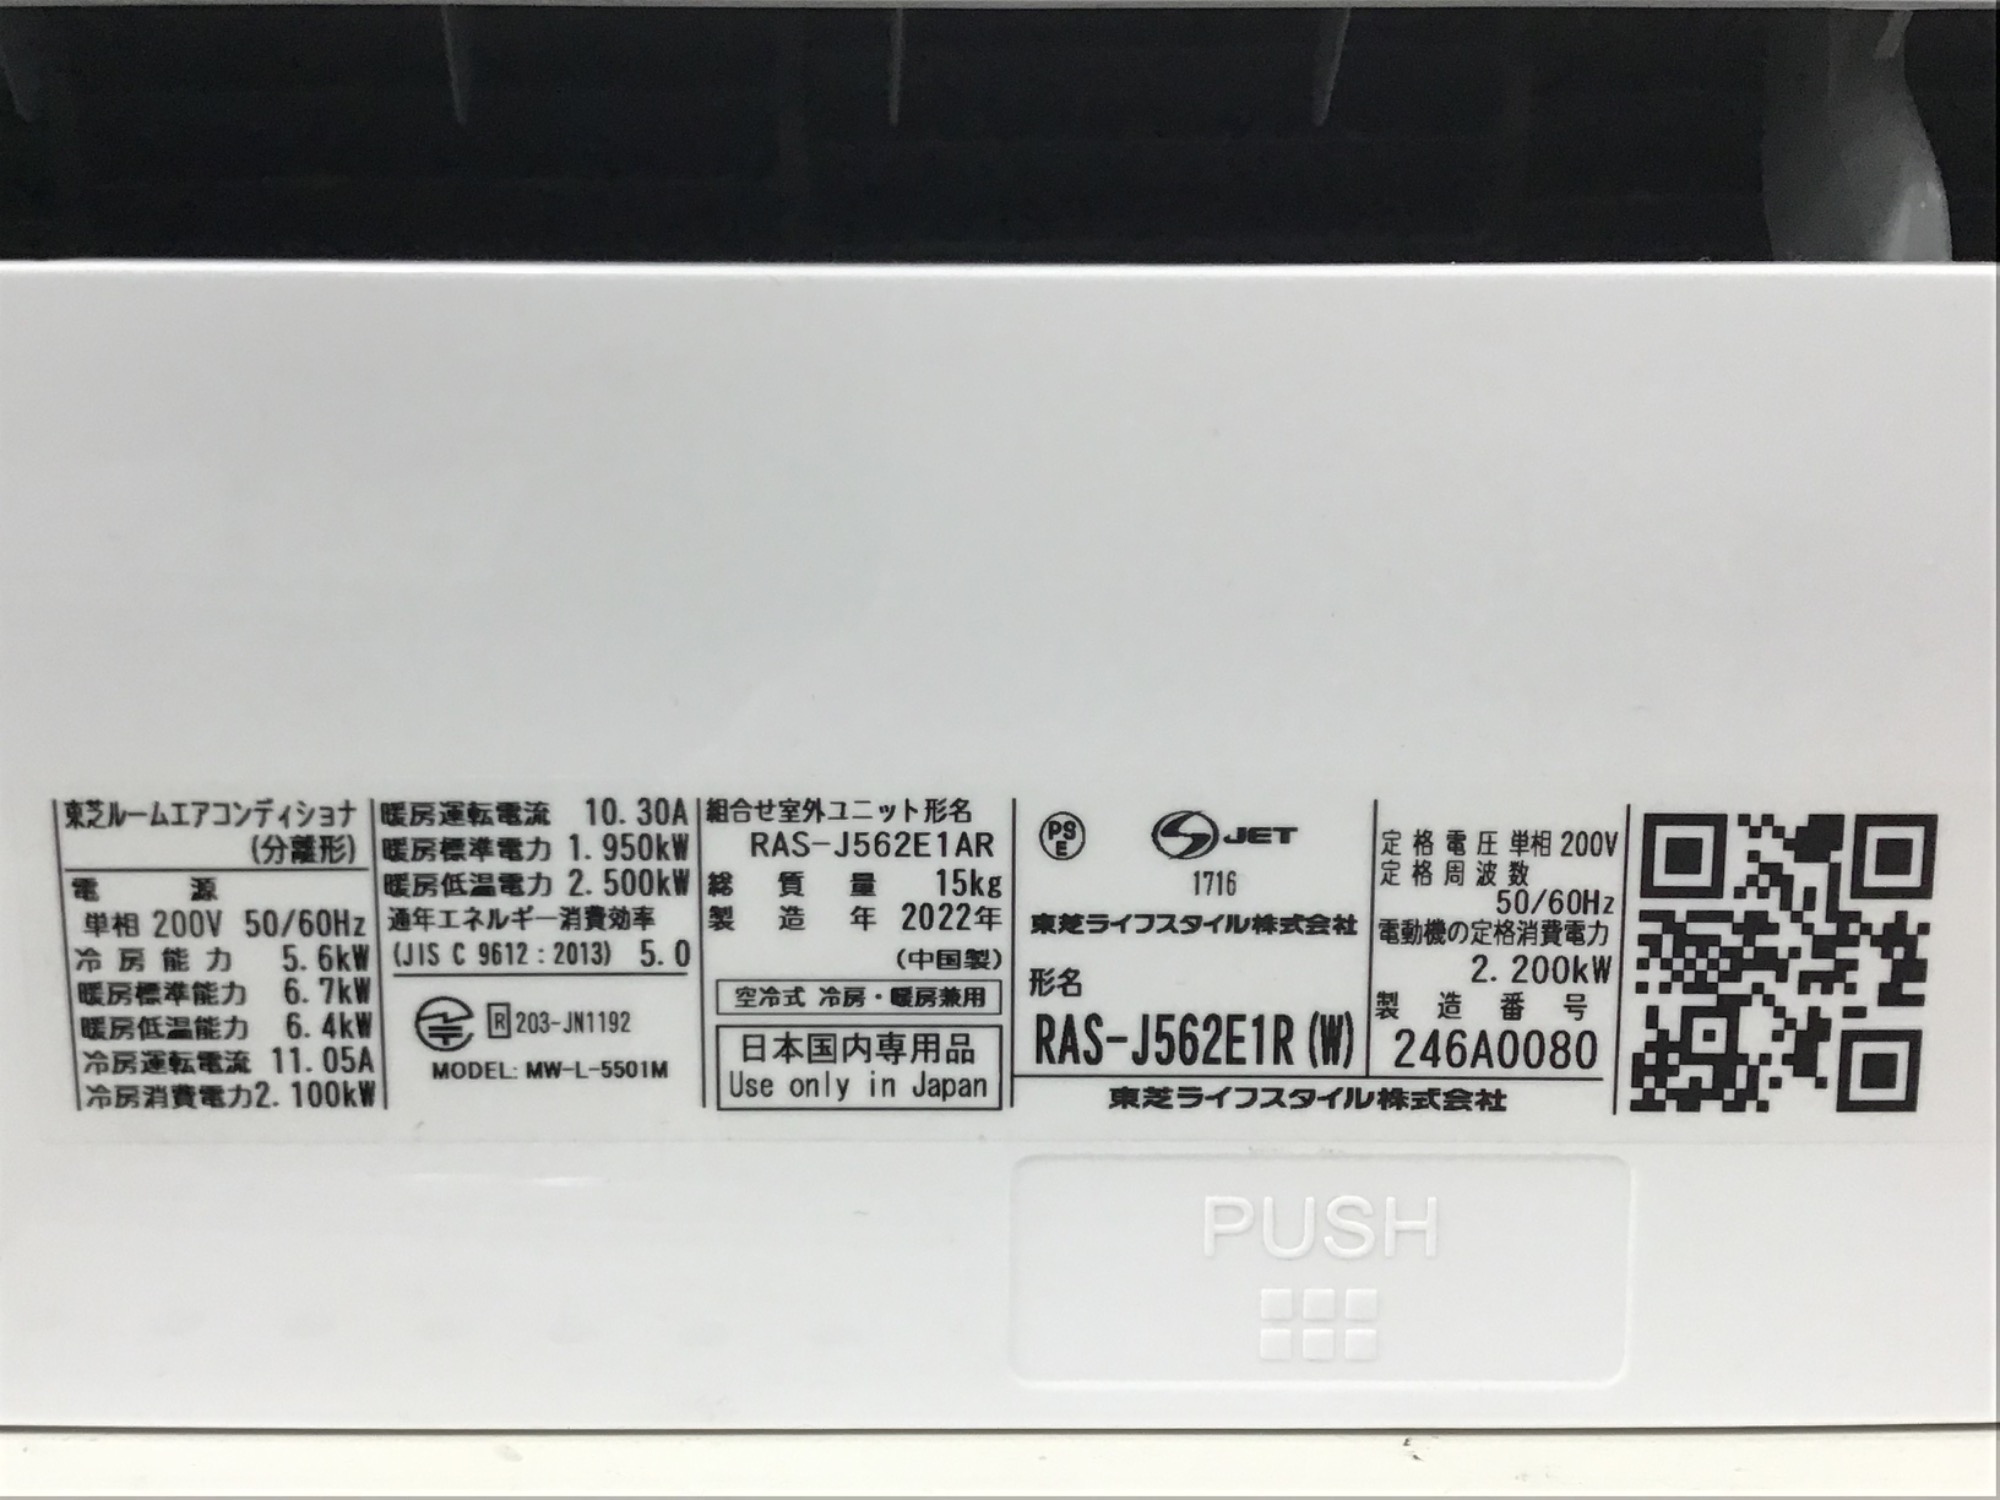 東芝ルームエアコンディショナ
(分離形)
電源
単相 200V 50/60Hz
冷房能力 5.6kW
暖房標準能力 6.7kW
暖房低温能力 6.4kW
冷房運転電流 11.05A
冷房消費電力 2.100kW
暖房運転電流 10.30A
暖房標準電力 1.950kW
暖房低温電力 2.500kW
通年エネルギー消費効率
(JIS C 9612:2013) 5.0
R 203-JN1192
MODEL: MW-L-5501M
組合せ室外ユニット形名
RAS-J562E1AR
総質量 15kg
製造年 2022年
(中国製)
空冷式 冷房・暖房兼用
日本国内専用品
Use only in Japan
PSE JET
1716
東芝ライフスタイル株式会社
形名
RAS-J562E1R(W)
定格電圧 単相 200V
定格周波数
50/60Hz
電動機の定格消費電力
2.200kW
製造番号
246A0080
東芝ライフスタイル株式会社
PUSH